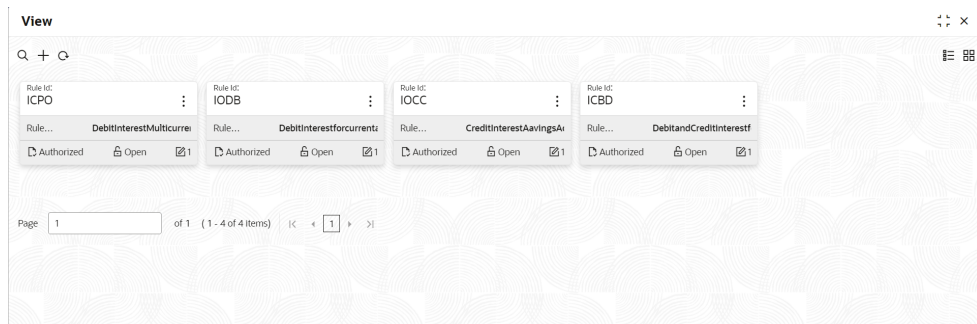 View
Rule Id:
ICPO
Rule... DebitInterestMulticurre
Authorized Open 1
Rule Id:
IODB
Rule... DebitInterestforcurrenta
Authorized Open 1
Rule Id:
IOCC
Rule... CreditInterestAavingsA
Authorized Open 1
Rule Id:
ICBD
Rule... DebitandCreditinterestf
Authorized Open 1
Page 1 of 1 ( 1 - 4 of 4 Items) 1